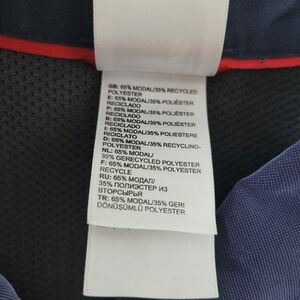 GB: 65% MODAL/35% RECYCLED
POLYESTER
E: 65% MODAL/35% POLIÉSTER
RECICLADO
P: 65% MODAL/35% POLIÉSTER
RECICLADO
B: 65% MODAL/35% POLIÉSTER
RECICLADO
I: 65% MODAL/35% POLIESTERE
RICICLATO
D: 65% MODAL/35% RECYCLING-
POLYESTER
NL: 65% MODAL/
35% GERECYCLED POLYESTER
F: 65% MODAL/35% POLYESTER
RECYCLE
RU: 65% МОДАЛ/
35% ПОЛИЭСТЕР ИЗ
ВТОРСЫРЬЯ
TR: 65% MODAL/35% GERİ
DÖNÜŞÜMLÜ POLYESTER